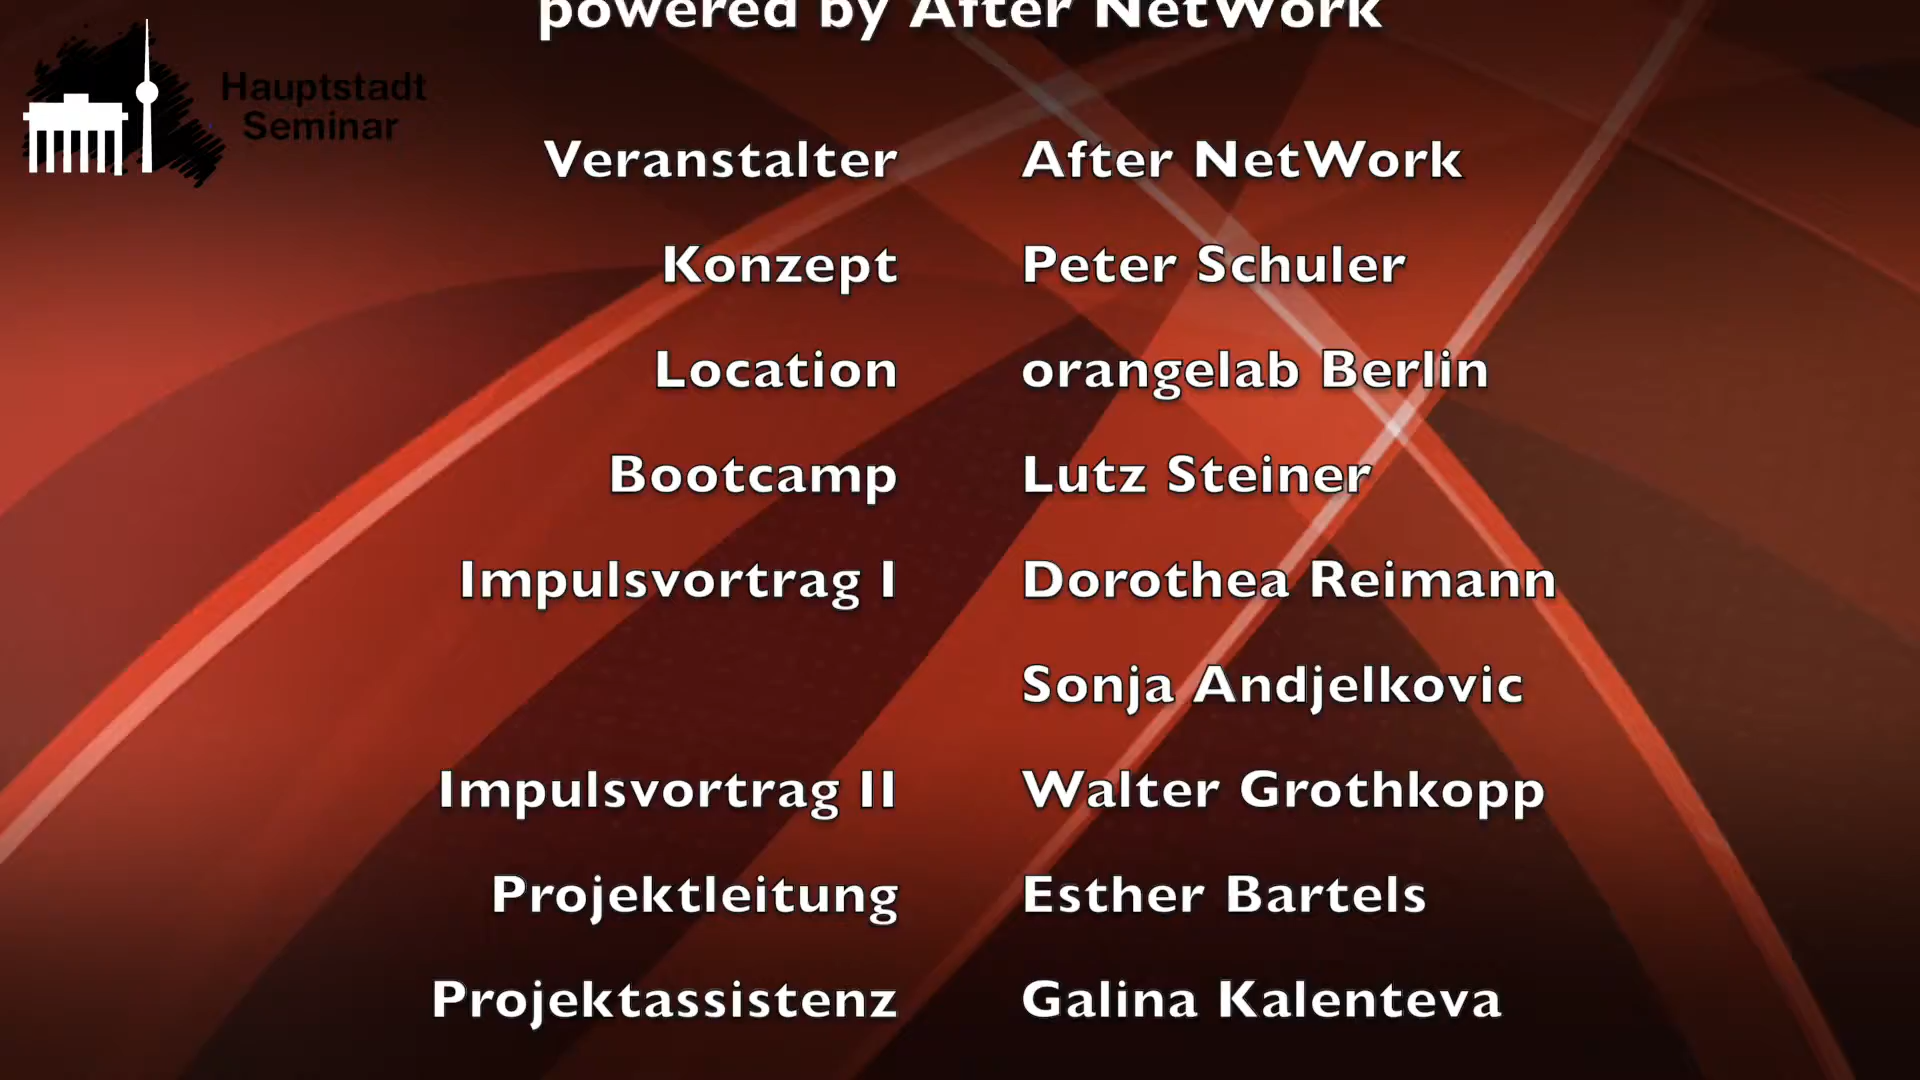 powered by After NetWork
Hauptstadt
Seminar
Veranstalter After NetWork
Konzept Peter Schuler
Location orangelab Berlin
Bootcamp Lutz Steiner
Impulsvortrag I Dorothea Reimann
Sonja Andjelkovic
Impulsvortrag II Walter Grothkopp
Projektleitung Esther Bartels
Projektassistenz Galina Kalenteva